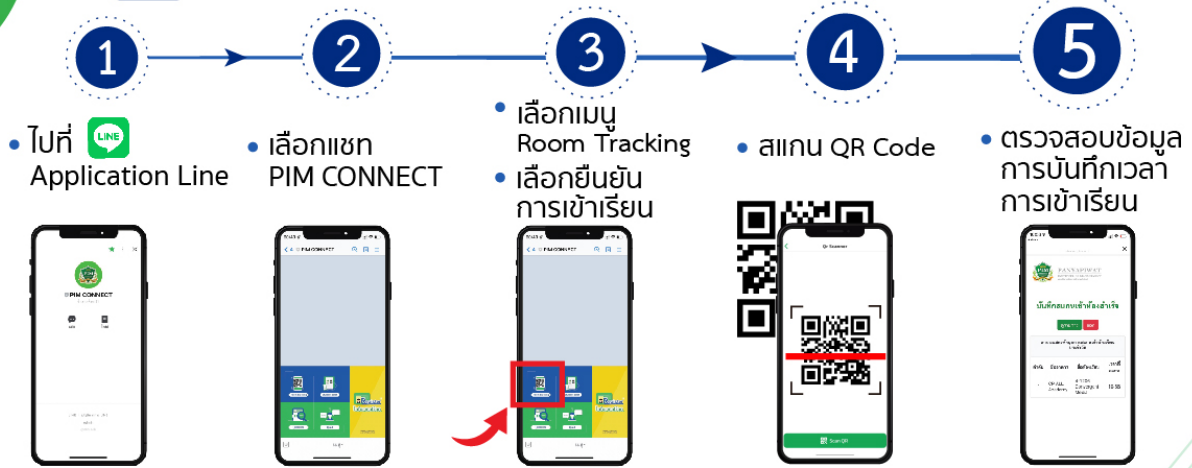 1
2
3
4
5
ไปที่ LINE
Application Line
เลือกแชท
PIM CONNECT
เลือกเมนู
Room Tracking
เลือกยืนยัน
การเข้าเรียน
สแกน QR Code
ตรวจสอบข้อมูล
การบันทึกเวลา
การเข้าเรียน
PIM CONNECT
PIM CONNECT
PIM CONNECT
Qr Scanner
Scan QR
PANYAPIWAT
บันทึกสแกนเข้าห้องสำเร็จ